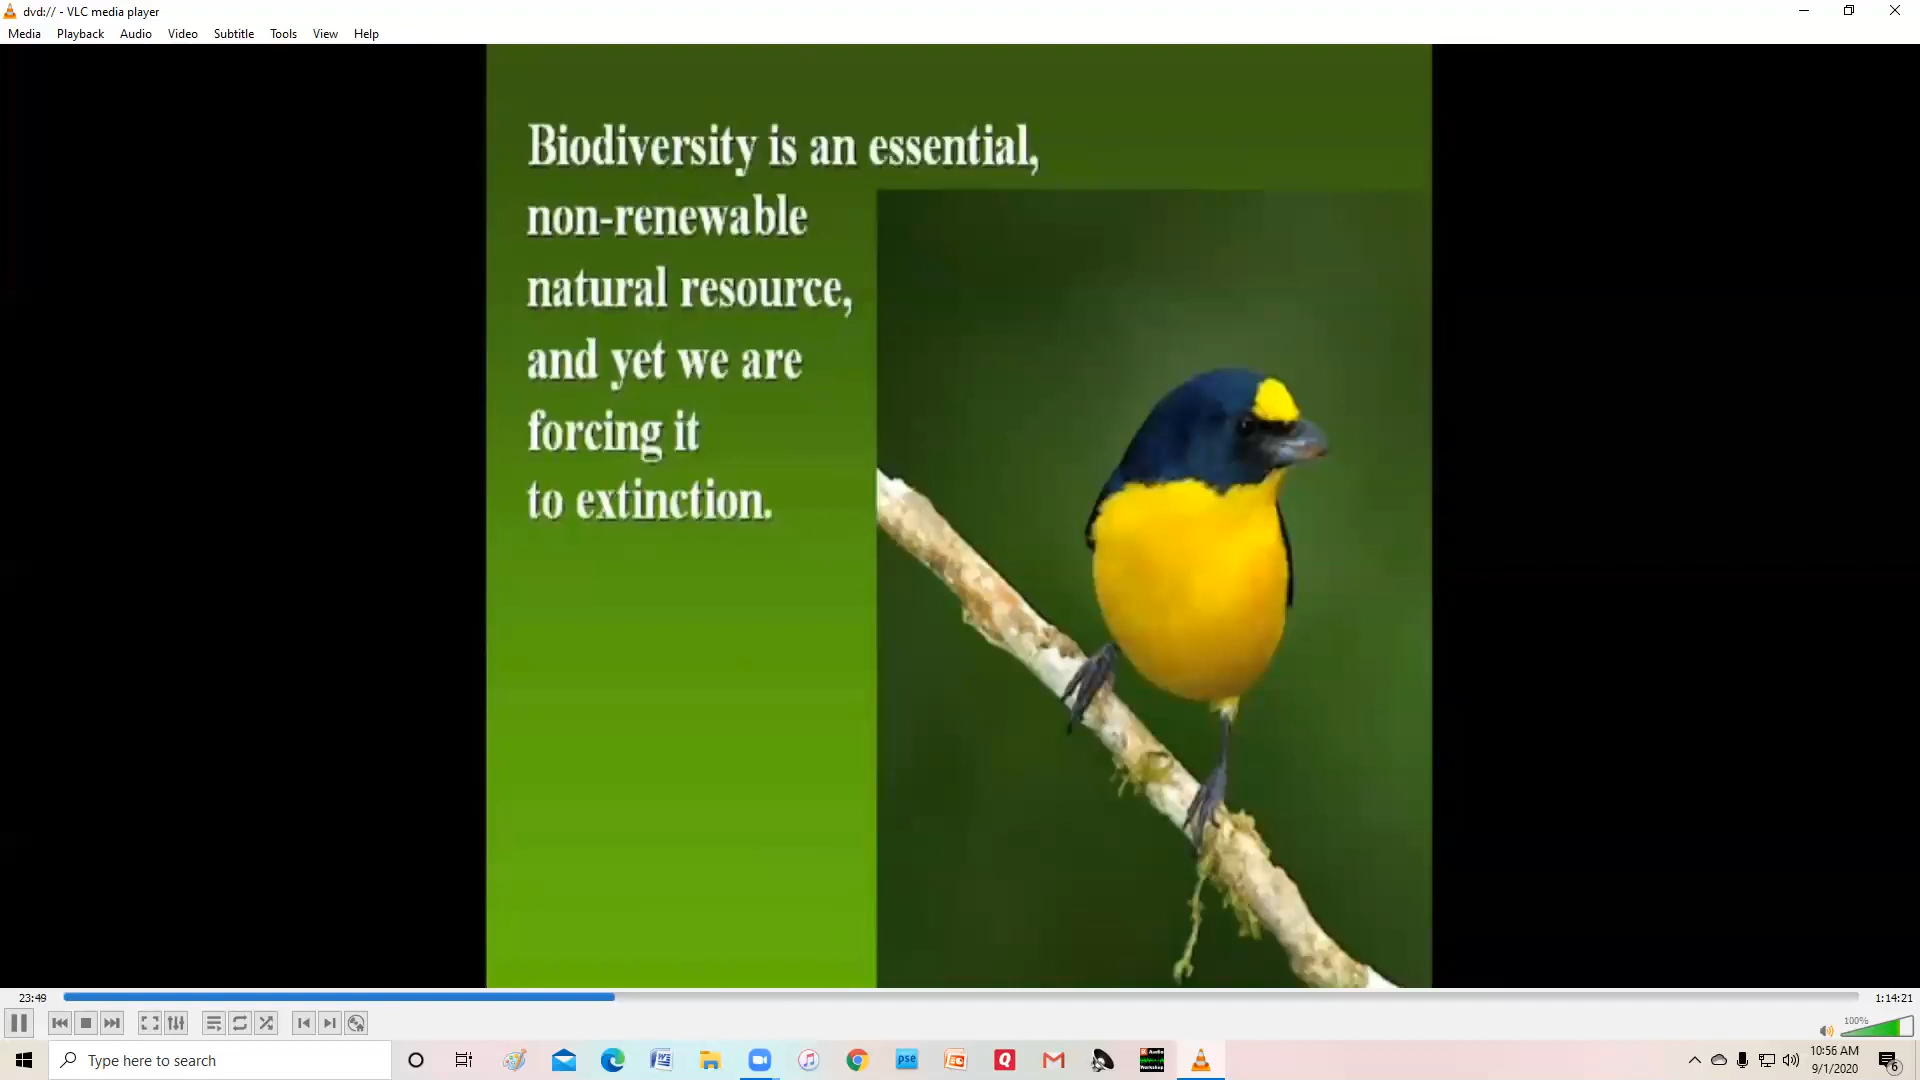 dvd:// - VLC media player
Media Playback Audio Video Subtitle Tools View Help
Biodiversity is an essential,
non-renewable
natural resource,
and yet we are
forcing it
to extinction.
23:49
1:14:21
100%
Type here to search
pse
Q
10:56 AM
9/1/2020
6